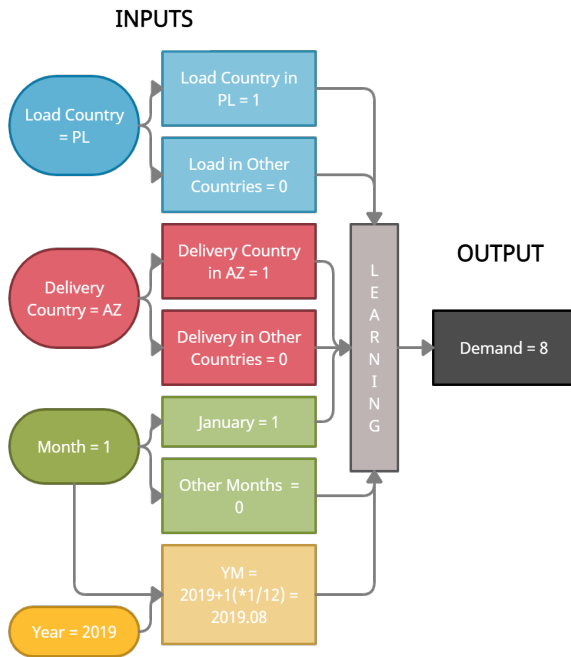 INPUTS
Load Country
= PL
Load Country in
PL = 1
Load in Other
Countries = 0
Delivery
Country = AZ
Delivery Country
in AZ = 1
Delivery in Other
Countries = 0
Month = 1
January = 1
Other Months  =
0
Year = 2019
YM =
2019+1(*1/12) =
2019.08
L
E
A
R
N
I
N
G
OUTPUT
Demand = 8